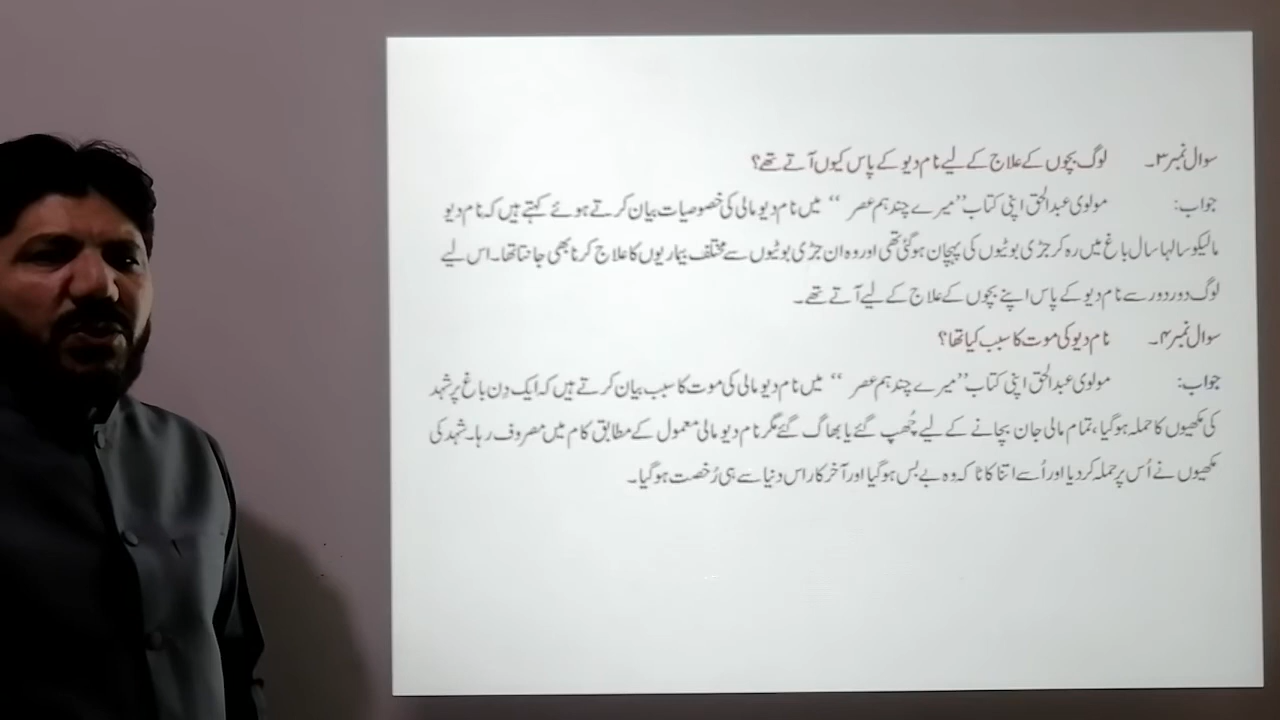 سوال نمبر۳۔ لوگ بچوں کے علاج کے لیے نام دیو کے پاس کیوں آتے تھے؟
جواب: مولوی عبدالحق اپنی کتاب ’’میرے چند ہم عصر ‘‘ میں نام دیو مالی کی خصوصیات بیان کرتے ہوئے کہتے ہیں کہ نام دیو
مالیکو سالہا سال باغ میں رہ کر جڑی بوٹیوں کی پہچان ہوگئی تھی اور وہ ان جڑی بوٹیوں سے مختلف بیماریوں کا علاج کرنا بھی جانتا تھا۔ اس لیے
لوگ دور دور سے نام دیو کے پاس اپنے بچوں کے علاج کے لیے آتے تھے۔
سوال نمبر۴۔ نام دیو کی موت کا سبب کیا تھا؟
جواب: مولوی عبدالحق اپنی کتاب ’’میرے چند ہم عصر ‘‘ میں نام دیو مالی کی موت کا سبب بیان کرتے ہیں کہ ایک دِن باغ پر شہد
کی مکھیوں کا حملہ ہوگیا، تمام مالی جان بچانے کے لیے چُھپ گئے یا بھاگ گئے مگر نام دیو مالی معمول کے مطابق کام میں مصروف رہا۔ شہد کی
مکھیوں نے اُس پر حملہ کردیا اور اُسے اتنا کاٹا کہ وہ بے بس ہوگیا اور آخر کار اس دنیا سے ہی رُخصت ہوگیا۔